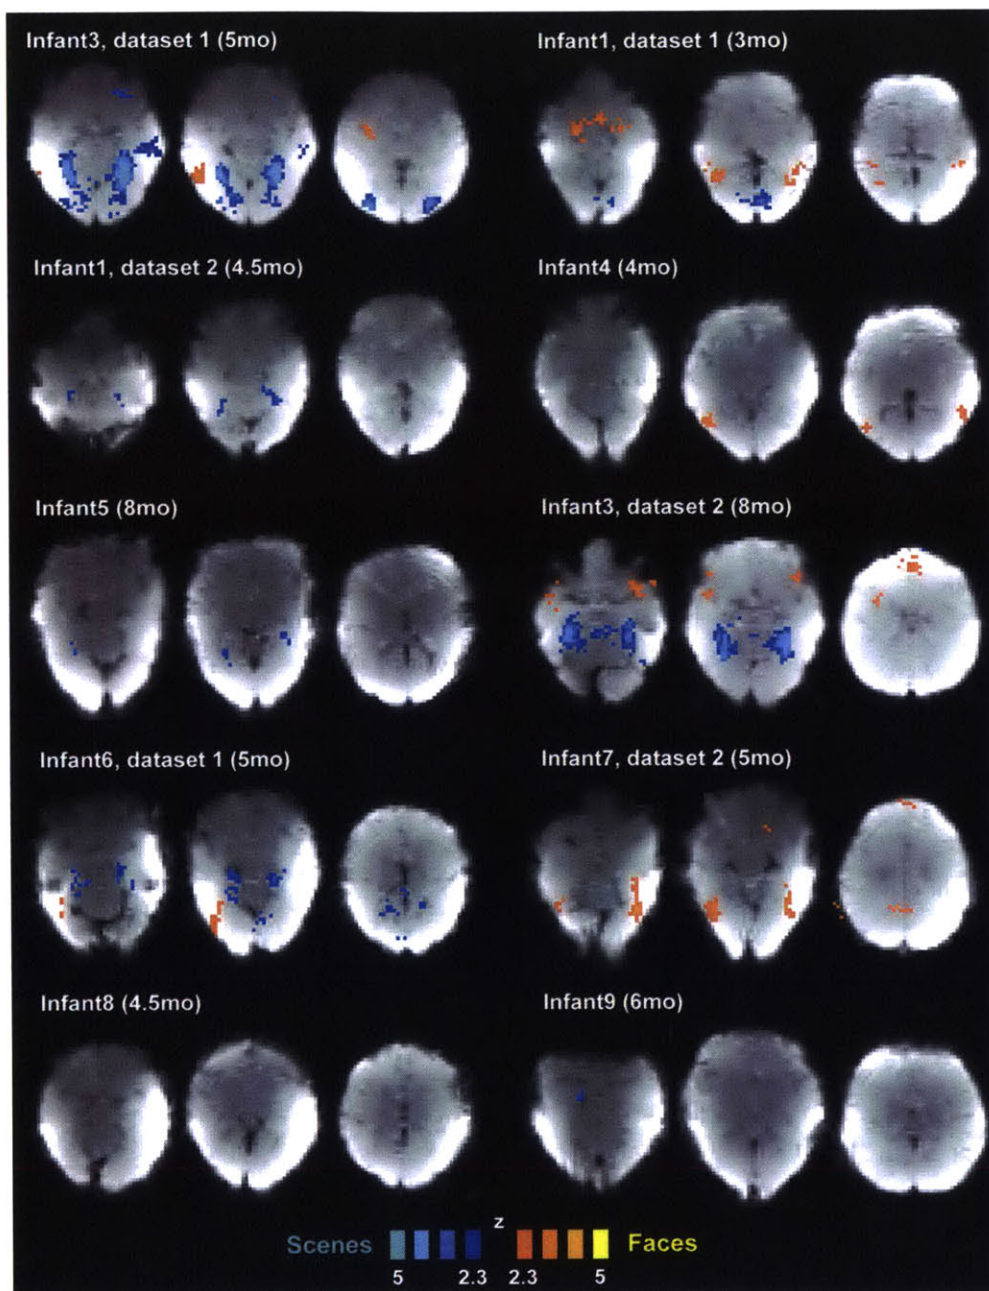 Infant3, dataset 1 (5mo)
Infant1, dataset 1 (3mo)
Infant1, dataset 2 (4.5mo)
Infant4 (4mo)
Infant5 (8mo)
Infant3, dataset 2 (8mo)
Infant6, dataset 1 (5mo)
Infant7, dataset 2 (5mo)
Infant8 (4.5mo)
Infant9 (6mo)
z
Scenes Faces
5 2.3 2.3 5